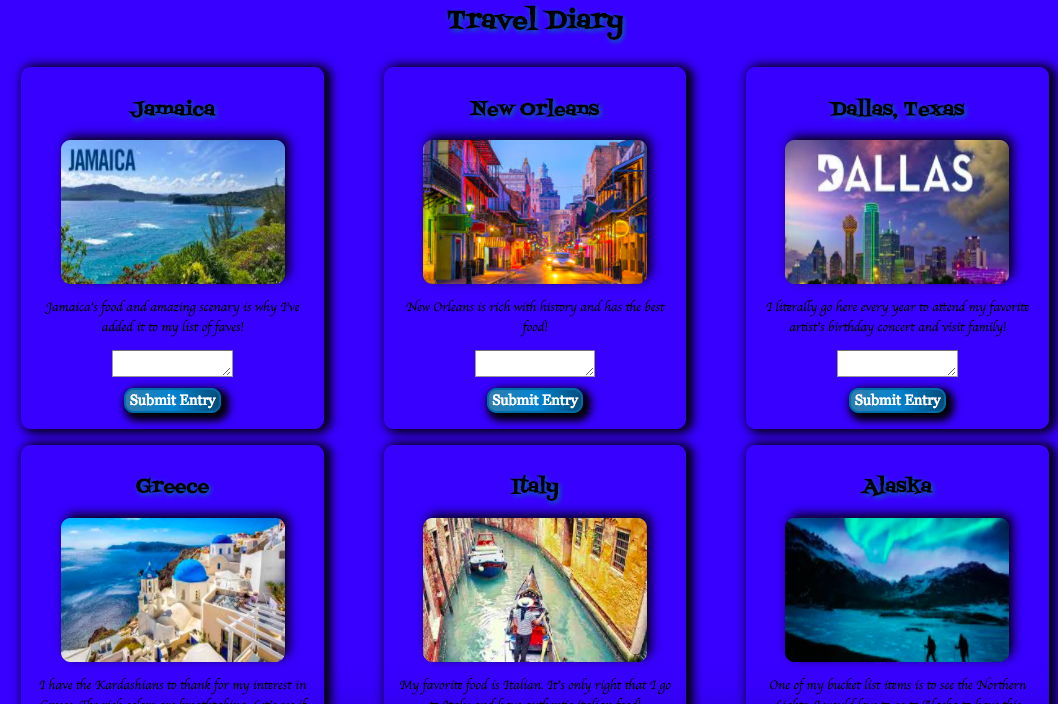 Travel Diary
Jamaica
New Orleans
Dallas, Texas
JAMAICA
DALLAS
Jamaica's food and amazing scenary is why I've
added it to my list of faves!
New Orleans is rich with history and has the best
food!
I literally go here every year to attend my favorite
artist's birthday concert and visit family!
Submit Entry
Submit Entry
Submit Entry
Greece
Italy
Alaska
I have the Kardashians to thank for my interest in
My favorite food is Italian. It's only right that I go
One of my bucket list items is to see the Northern